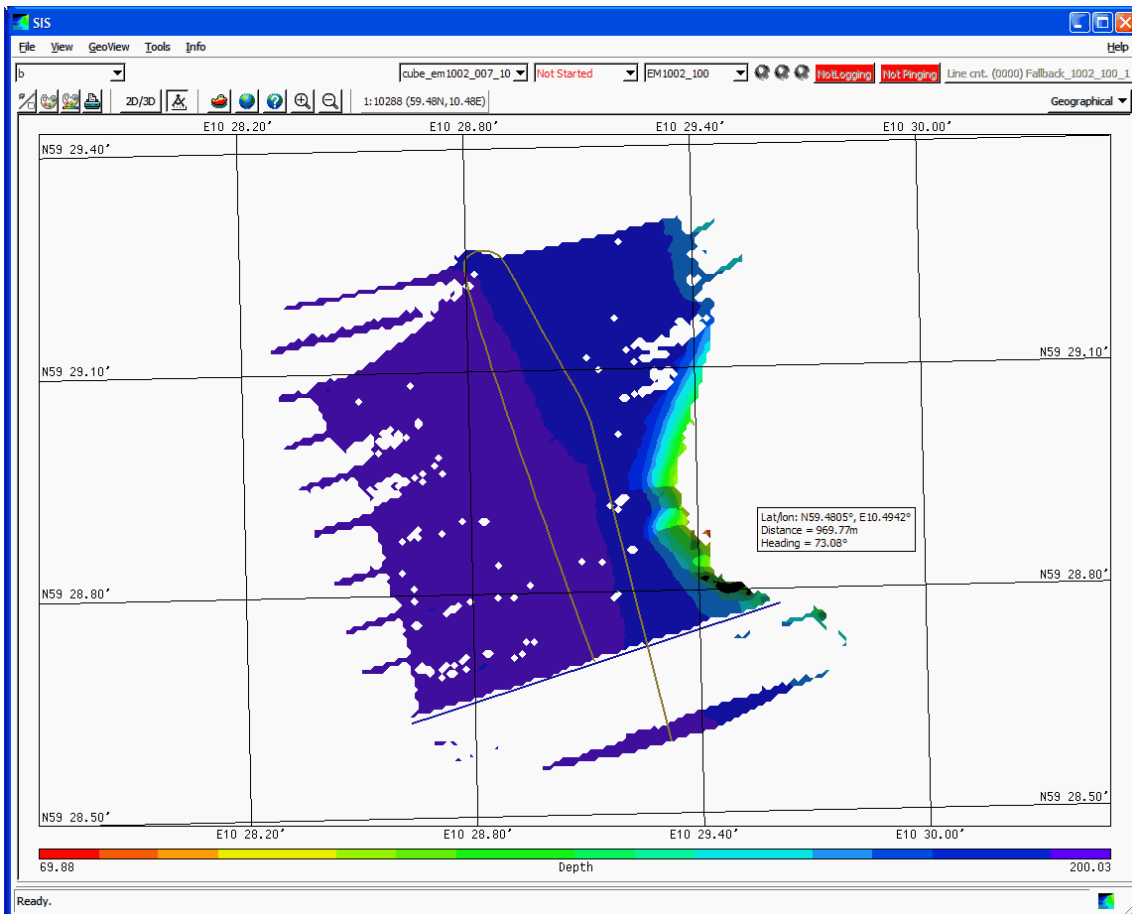 SIS
File View GeoView Tools Info Help
b cube_em1002_007_10 Not Started EM1002_100 NotLogging Not Pinging Line cnt. (0000) Fallback_1002_100_1
2D/3D 1:10288 (59.48N,10.48E) Geographical
E10 28.20' E10 28.80' E10 29.40' E10 30.00'
N59 29.40'
N59 29.10'
N59 29.10'
Lat/lon: N59.4805°, E10.4942°
Distance = 969.77m
Heading = 73.08°
N59 28.80'
N59 28.80'
N59 28.50'
N59 28.50'
E10 28.20' E10 28.80' E10 29.40' E10 30.00'
69.88 Depth 200.03
Ready.